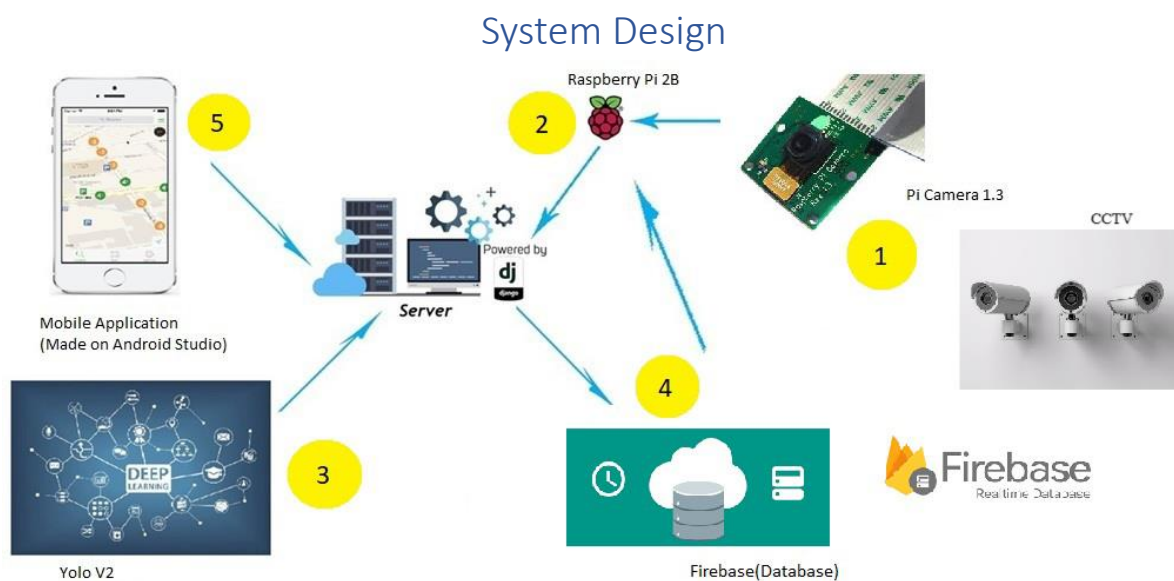 System Design
Raspberry Pi 2B
5
2
Pi Camera 1.3
CCTV
1
Powered by
dj
django
Server
Mobile Application
(Made on Android Studio)
4
DEEP
LEARNING
3
Firebase
Realtime Database
Yolo V2
Firebase(Database)